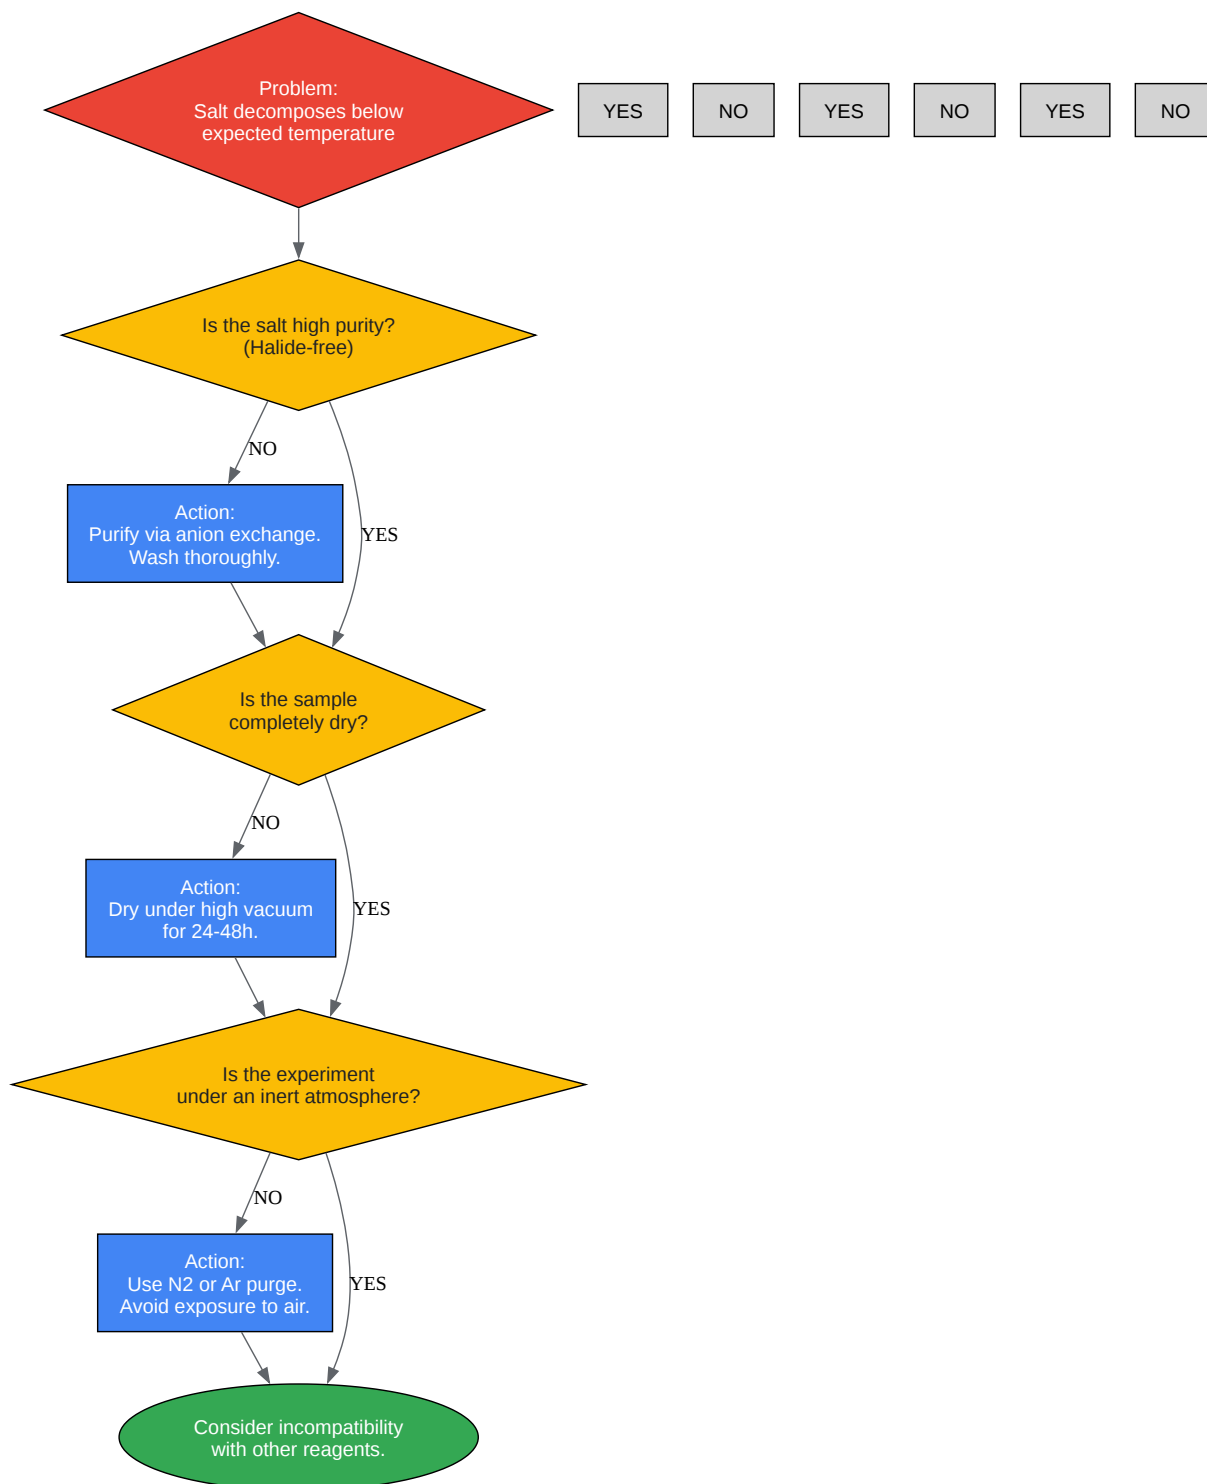 Problem:
Salt decomposes below
expected temperature
YES
NO
YES
NO
YES
NO
Is the salt high purity?
(Halide-free)
NO
Action:
Purify via anion exchange.
Wash thoroughly.
YES
Is the sample
completely dry?
NO
Action:
Dry under high vacuum
for 24-48h.
YES
Is the experiment
under an inert atmosphere?
NO
Action:
Use N2 or Ar purge.
Avoid exposure to air.
YES
Consider incompatibility
with other reagents.